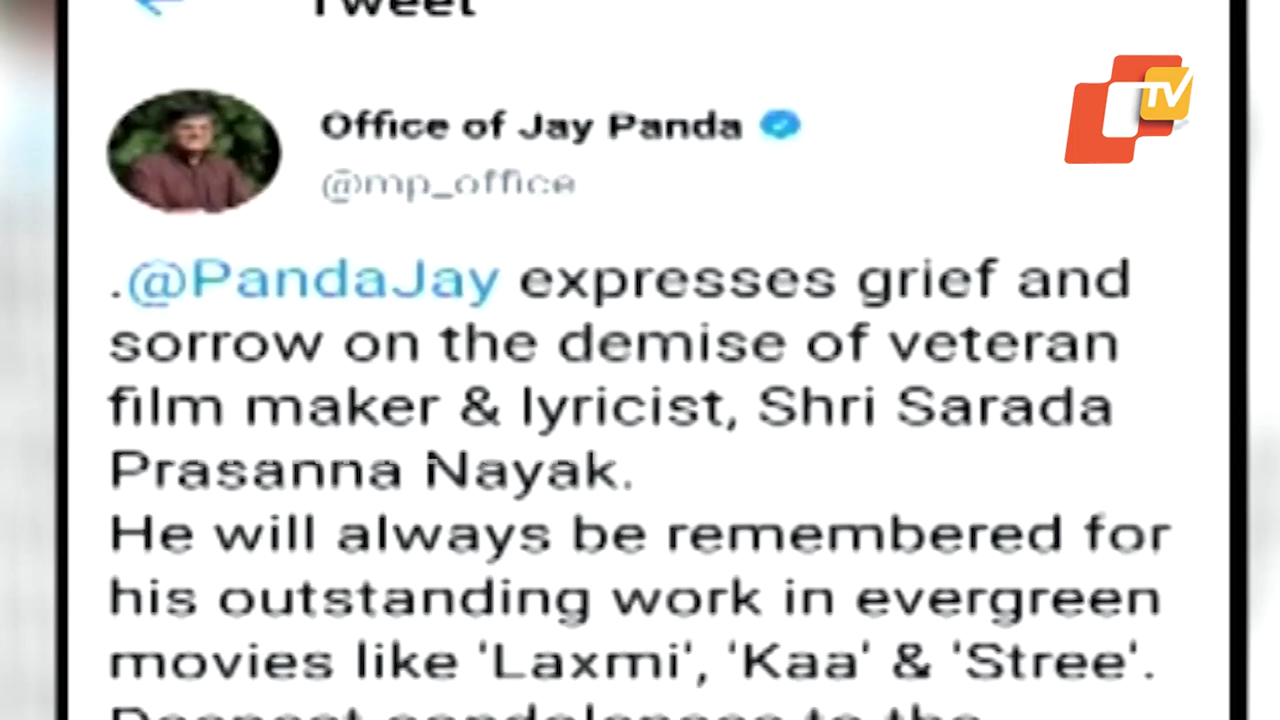 Tweet
TV
Office of Jay Panda
@mp_office
.@PandaJay expresses grief and
sorrow on the demise of veteran
film maker & lyricist, Shri Sarada
Prasanna Nayak.
He will always be remembered for
his outstanding work in evergreen
movies like 'Laxmi', 'Kaa' & 'Stree'.
Deepest condolences to the